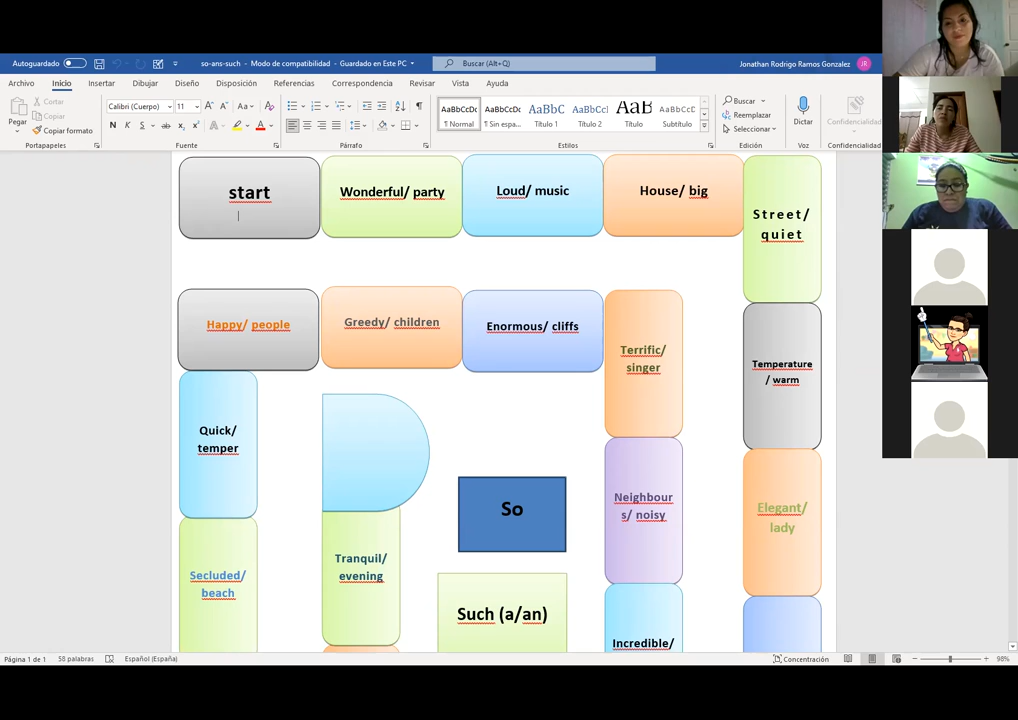 Autoguardado
so-ans-such - Modo de compatibilidad - Guardado en Este PC
Buscar (Alt+Q)
Jonathan Rodrigo Ramos Gonzalez
JR
Archivo Inicio Insertar Dibujar Diseño Disposición Referencias Correspondencia Revisar Vista Ayuda
Pegar
Cortar
Copiar
Copiar formato
Portapapeles
Calibri (Cuerpo) 11
Fuente
Párrafo
AaBbCcDc AaBbCcDc AaBbC AaBbCcl AaB AaBbCcD
¶ Normal ¶ Sin espa... Título 1 Título 2 Título Subtítulo
Estilos
Buscar
Reemplazar
Seleccionar
Edición
Dictar
Voz
Confidencialidad
Confidencialidad
start
Wonderful/ party
Loud/ music
House/ big
Street/
quiet
Happy/ people
Greedy/ children
Enormous/ cliffs
Terrific/
singer
Temperature
/ warm
Quick/
temper
So
Neighbour
s/ noisy
Elegant/
lady
Secluded/
beach
Tranquil/
evening
Such (a/an)
Incredible/
Página 1 de 1 58 palabras Español (España)
Concentración
98%